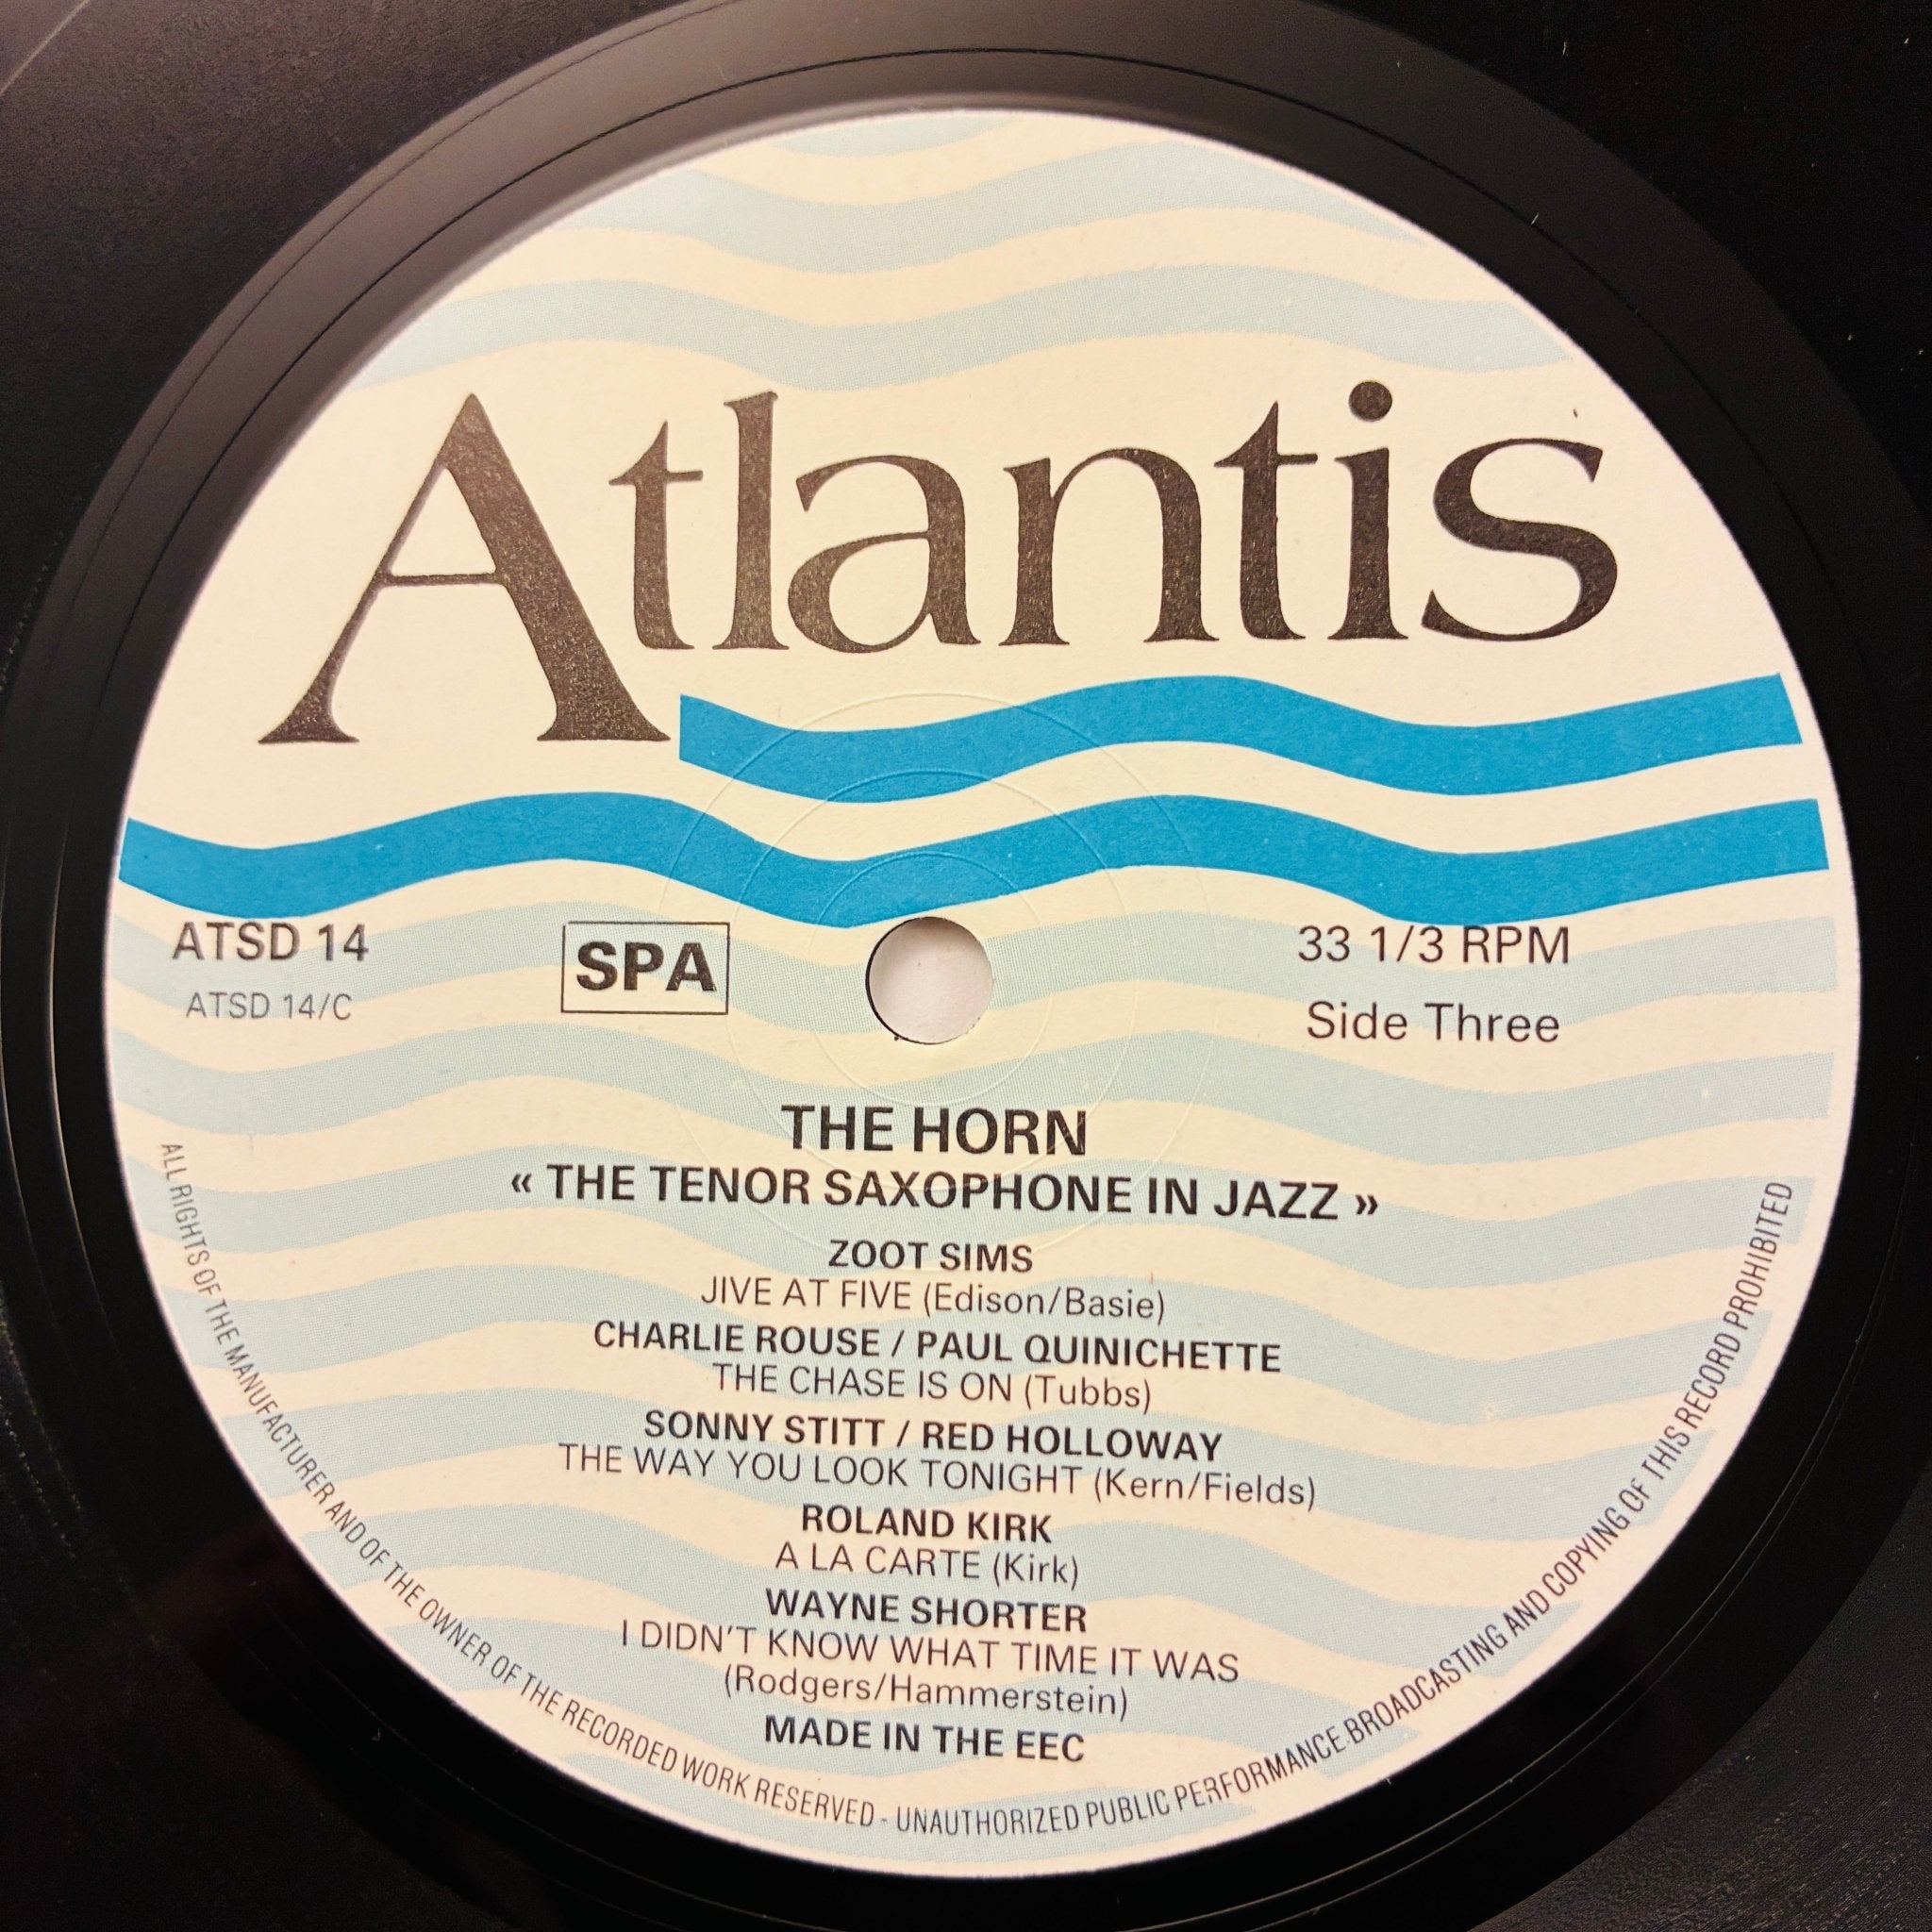 Atlantis
ATSD 14
ATSD 14/C
SPA
33 1/3 RPM
Side Three
THE HORN
« THE TENOR SAXOPHONE IN JAZZ »
ZOOT SIMS
JIVE AT FIVE (Edison/Basie)
CHARLIE ROUSE / PAUL QUINICHETTE
THE CHASE IS ON (Tubbs)
SONNY STITT / RED HOLLOWAY
THE WAY YOU LOOK TONIGHT (Kern/Fields)
ROLAND KIRK
A LA CARTE (Kirk)
WAYNE SHORTER
I DIDN'T KNOW WHAT TIME IT WAS
(Rodgers/Hammerstein)
MADE IN THE EEC
ALL RIGHTS OF THE MANUFACTURER AND OF THE OWNER OF THE RECORDED WORK RESERVED - UNAUTHORIZED PUBLIC PERFORMANCE BROADCASTING AND COPYING OF THIS RECORD PROHIBITED